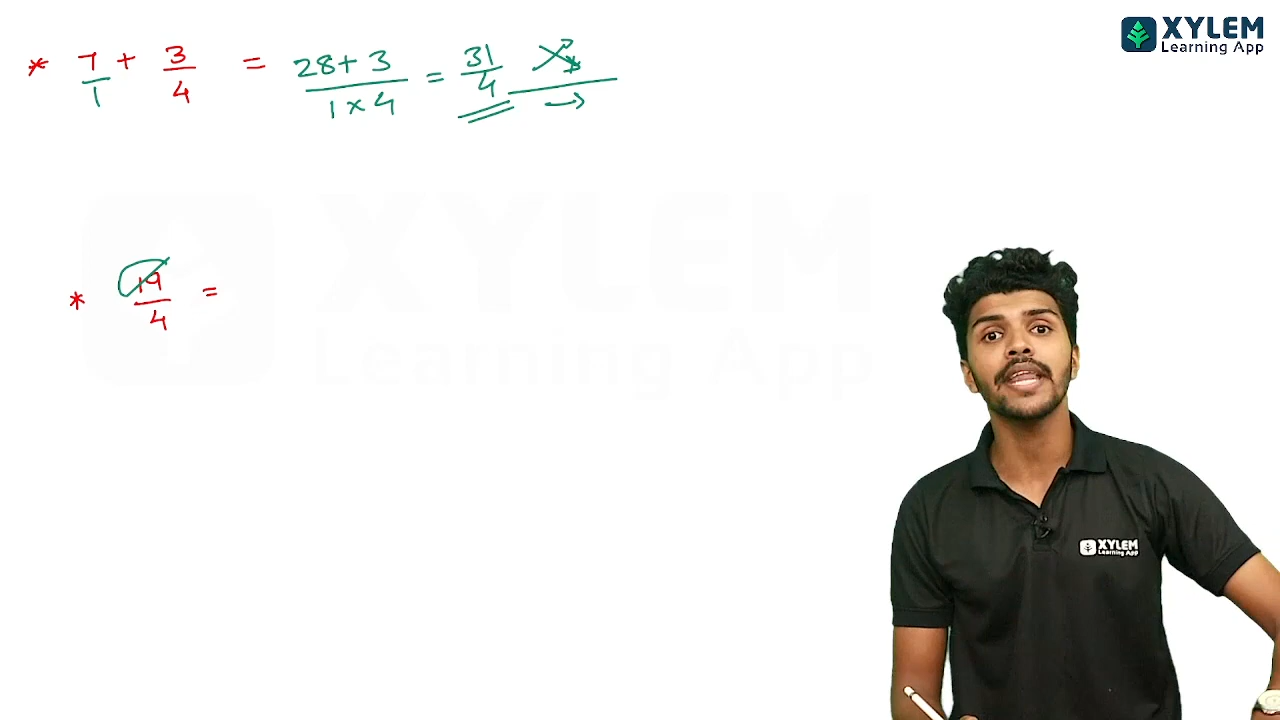 XYLEM
Learning App
* 7/1 + 3/4 = 28+3/1×4 = 31/4
XYLEM
Learning App
* 19/4 =
XYLEM
Learning App